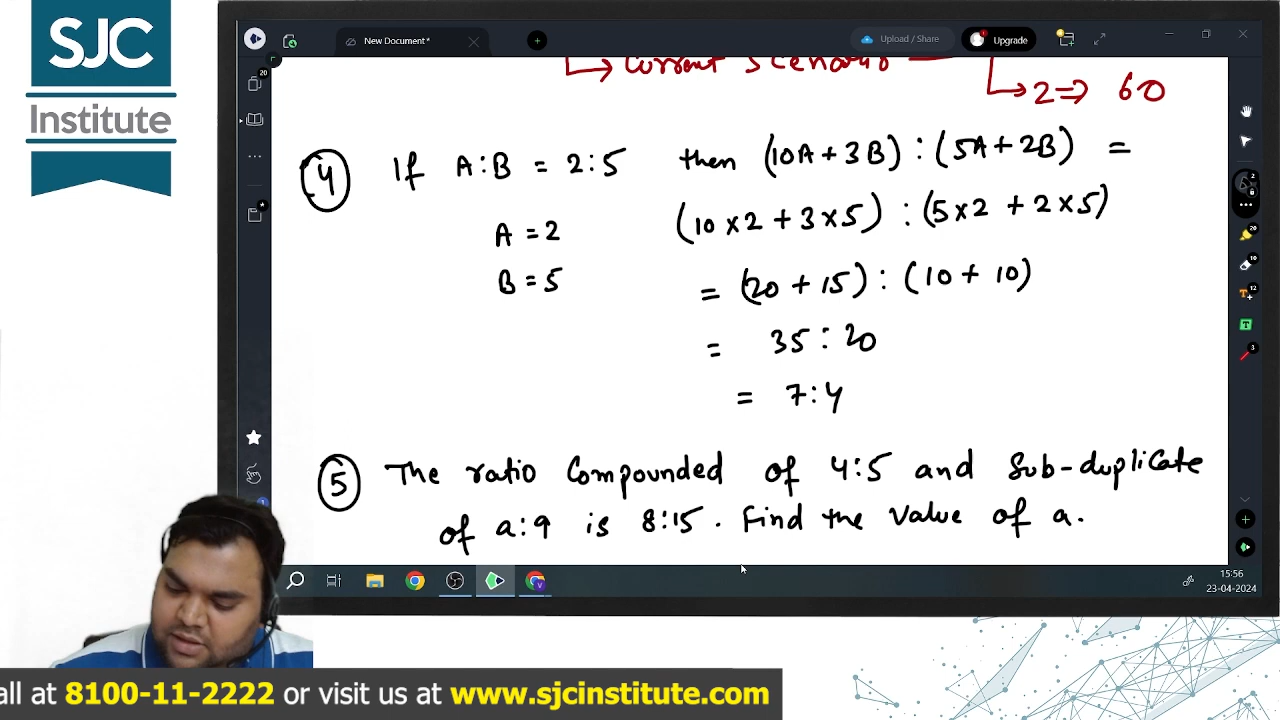 SJC
Institute
New Document*
Upload / Share
Upgrade
Current Scenario
2 ⇒ 60
4 If A:B = 2:5 then (10A + 3B) : (5A + 2B) =
A = 2
B = 5
(10 × 2 + 3 × 5) : (5 × 2 + 2 × 5)
= (20 + 15) : (10 + 10)
= 35 : 20
= 7 : 4
5 The ratio compounded of 4:5 and sub-duplicate
of a:9 is 8:15. Find the value of a.
15:56
23-04-2024
all at 8100-11-2222 or visit us at www.sjcinstitute.com